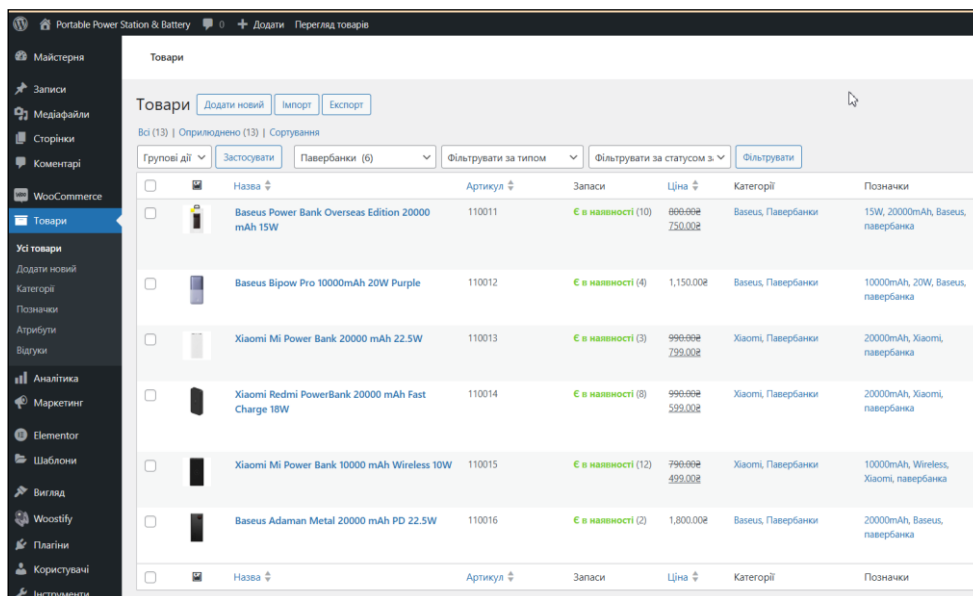 Portable Power Station & Battery 0 Додати Перегляд товарів
Майстерня
Записи
Медіафайли
Сторінки
Коментарі
WooCommerce
Товари
Усі товари
Додати новий
Категорії
Позначки
Атрибути
Відгуки
Аналітика
Маркетинг
Elementor
Шаблони
Вигляд
Woostify
Плагіни
Користувачі
Інструменти
Товари
Товари Додати новий Імпорт Експорт
Всі (13) | Оприлюднено (13) | Сортування
Групові дії Застосувати Павербанки (6) Фільтрувати за типом Фільтрувати за статусом з Фільтрувати
Назва Артикул Запаси Ціна Категорії Позначки
Baseus Power Bank Overseas Edition 20000 110011 Є в наявності (10) 800.00₴ Baseus, Павербанки 15W, 20000mAh, Baseus,
mAh 15W 750.00₴ павербанка
Baseus Bipow Pro 10000mAh 20W Purple 110012 Є в наявності (4) 1,150.00₴ Baseus, Павербанки 10000mAh, 20W, Baseus,
павербанка
Xiaomi Mi Power Bank 20000 mAh 22.5W 110013 Є в наявності (3) 990.00₴ Xiaomi, Павербанки 20000mAh, Xiaomi,
799.00₴ павербанка
Xiaomi Redmi PowerBank 20000 mAh Fast 110014 Є в наявності (8) 990.00₴ Xiaomi, Павербанки 20000mAh, Xiaomi,
Charge 18W 599.00₴ павербанка
Xiaomi Mi Power Bank 10000 mAh Wireless 10W 110015 Є в наявності (12) 790.00₴ Xiaomi, Павербанки 10000mAh, Wireless,
499.00₴ Xiaomi, павербанка
Baseus Adaman Metal 20000 mAh PD 22.5W 110016 Є в наявності (2) 1,800.00₴ Baseus, Павербанки 20000mAh, Baseus,
павербанка
Назва Артикул Запаси Ціна Категорії Позначки